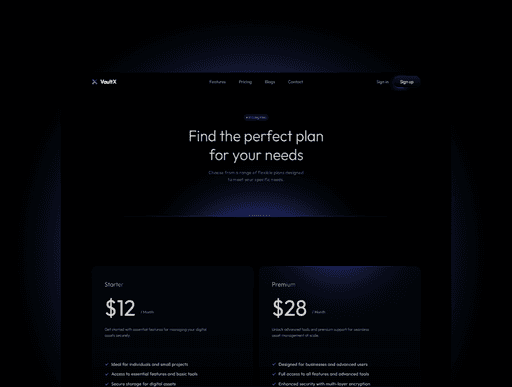 VaultX
Features Pricing Blogs Contact
Sign in Sign up
Find the perfect plan
for your needs
Choose from a range of flexible plans designed
to meet your specific needs.
Starter
$12 / Month
Get started with essential features for managing your digital
assets securely.
Ideal for individuals and small projects
Access to essential features and basic tools
Secure storage for digital assets
Premium
$28 / Month
Unlock advanced tools and premium support for seamless
asset management at scale.
Designed for businesses and advanced users
Full access to all features and advanced tools
Enhanced security with multi-layer encryption